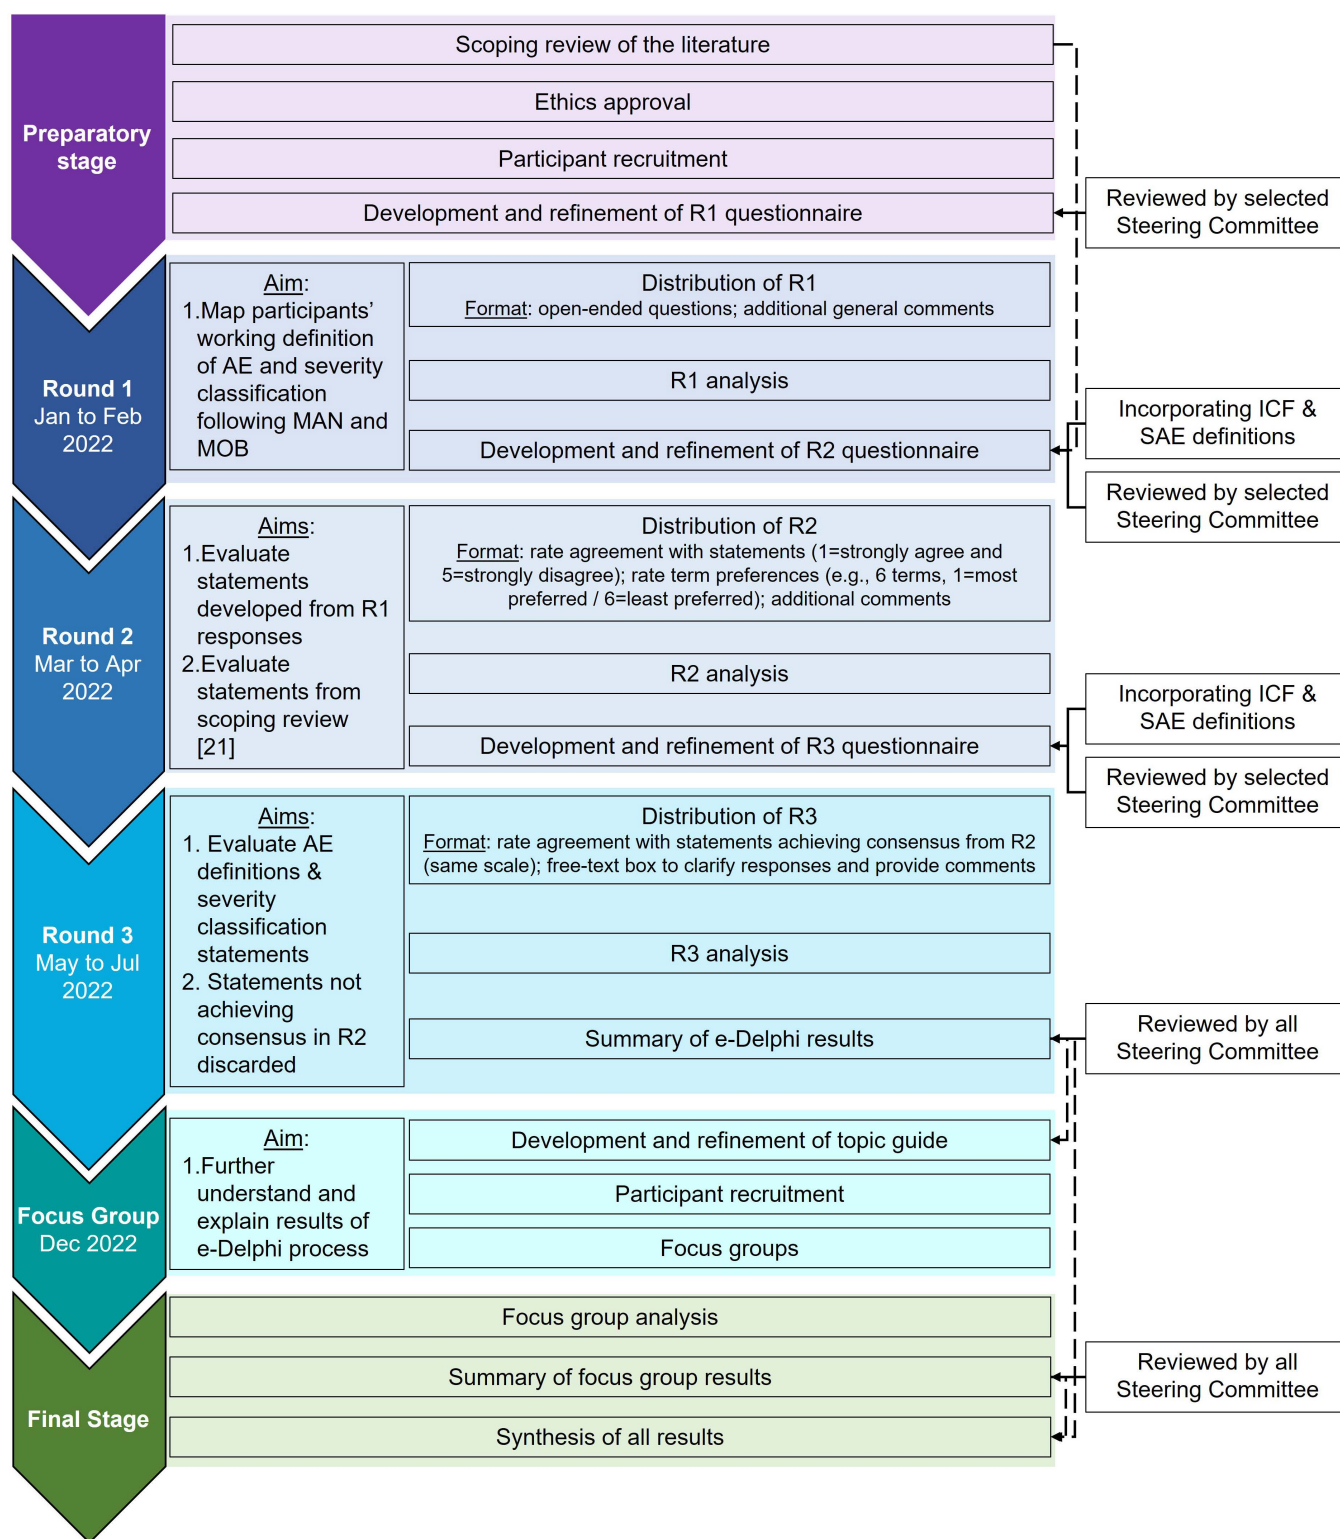 Preparatory
stage
Scoping review of the literature
Ethics approval
Participant recruitment
Development and refinement of R1 questionnaire
Reviewed by selected
Steering Committee
Round 1
Jan to Feb
2022
Aim:
1.Map participants’
working definition
of AE and severity
classification
following MAN and
MOB
Distribution of R1
Format: open-ended questions; additional general comments
R1 analysis
Development and refinement of R2 questionnaire
Incorporating ICF &
SAE definitions
Reviewed by selected
Steering Committee
Round 2
Mar to Apr
2022
Aims:
1.Evaluate
statements
developed from R1
responses
2.Evaluate
statements from
scoping review
[21]
Distribution of R2
Format: rate agreement with statements (1=strongly agree and
5=strongly disagree); rate term preferences (e.g., 6 terms, 1=most
preferred / 6=least preferred); additional comments
R2 analysis
Development and refinement of R3 questionnaire
Incorporating ICF &
SAE definitions
Reviewed by selected
Steering Committee
Round 3
May to Jul
2022
Aims:
1. Evaluate AE
definitions &
severity
classification
statements
2. Statements not
achieving
consensus in R2
discarded
Distribution of R3
Format: rate agreement with statements achieving consensus from R2
(same scale); free-text box to clarify responses and provide comments
R3 analysis
Summary of e-Delphi results
Reviewed by all
Steering Committee
Focus Group
Dec 2022
Aim:
1.Further
understand and
explain results of
e-Delphi process
Development and refinement of topic guide
Participant recruitment
Focus groups
Final Stage
Focus group analysis
Summary of focus group results
Synthesis of all results
Reviewed by all
Steering Committee